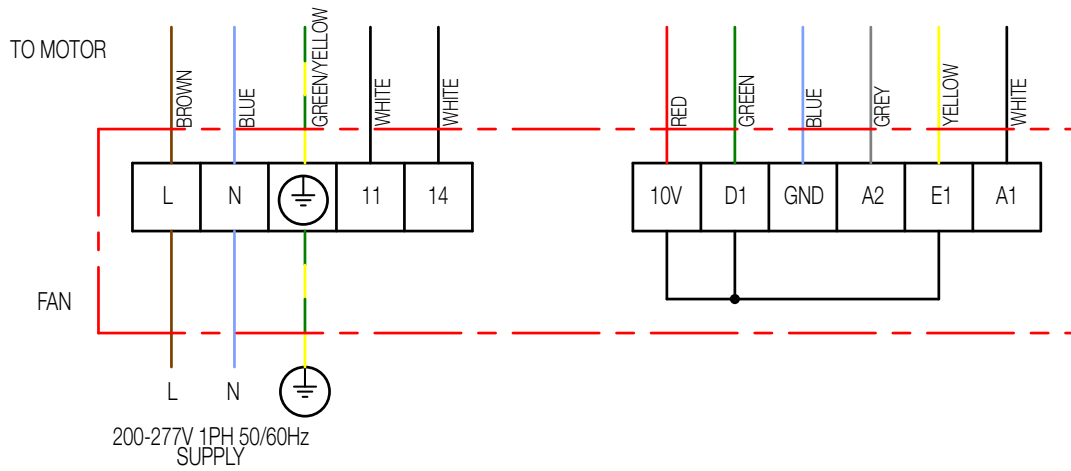 TO MOTOR
BROWN
BLUE
GREEN/YELLOW
WHITE
WHITE
RED
GREEN
BLUE
GREY
YELLOW
WHITE
L N 11 14
10V D1 GND A2 E1 A1
FAN
L N
200-277V 1PH 50/60Hz
SUPPLY